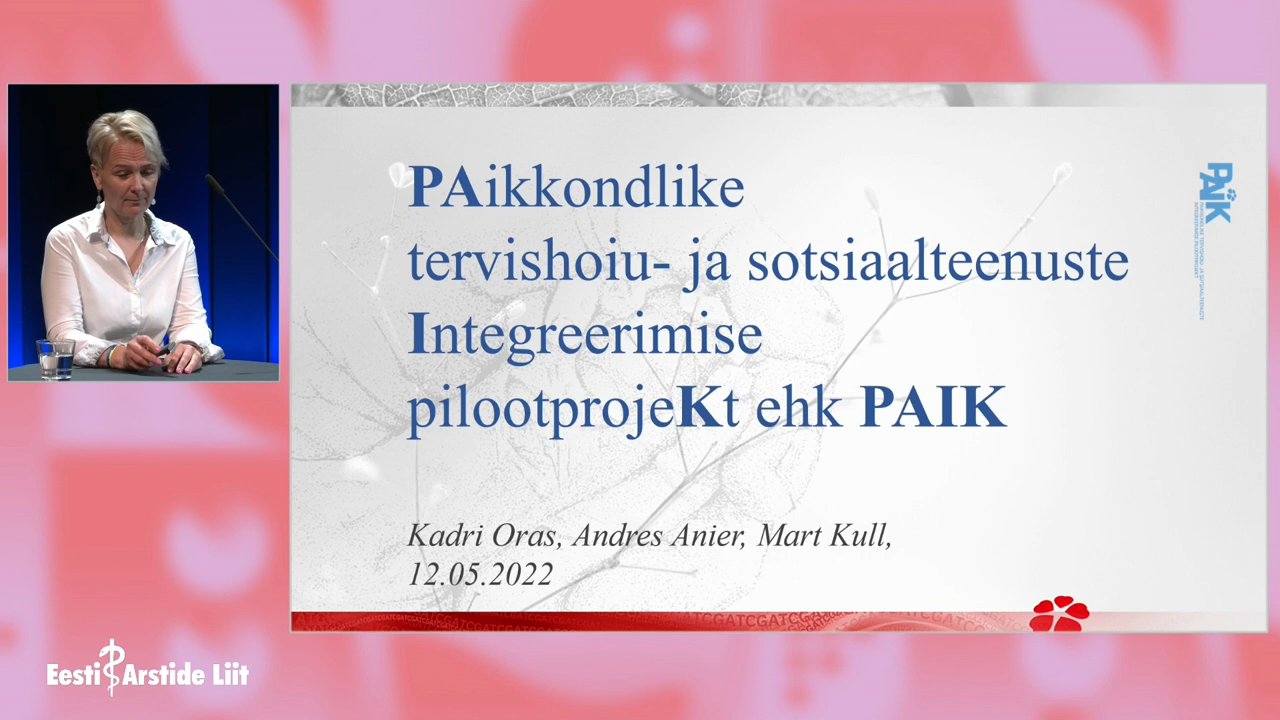 PAikkondlike
tervishoiu- ja sotsiaalteenuste
Integreerimise
pilootprojeKt ehk PAIK
Kadri Oras, Andres Anier, Mart Kull,
12.05.2022
PAIK
Eesti Arstide Liit